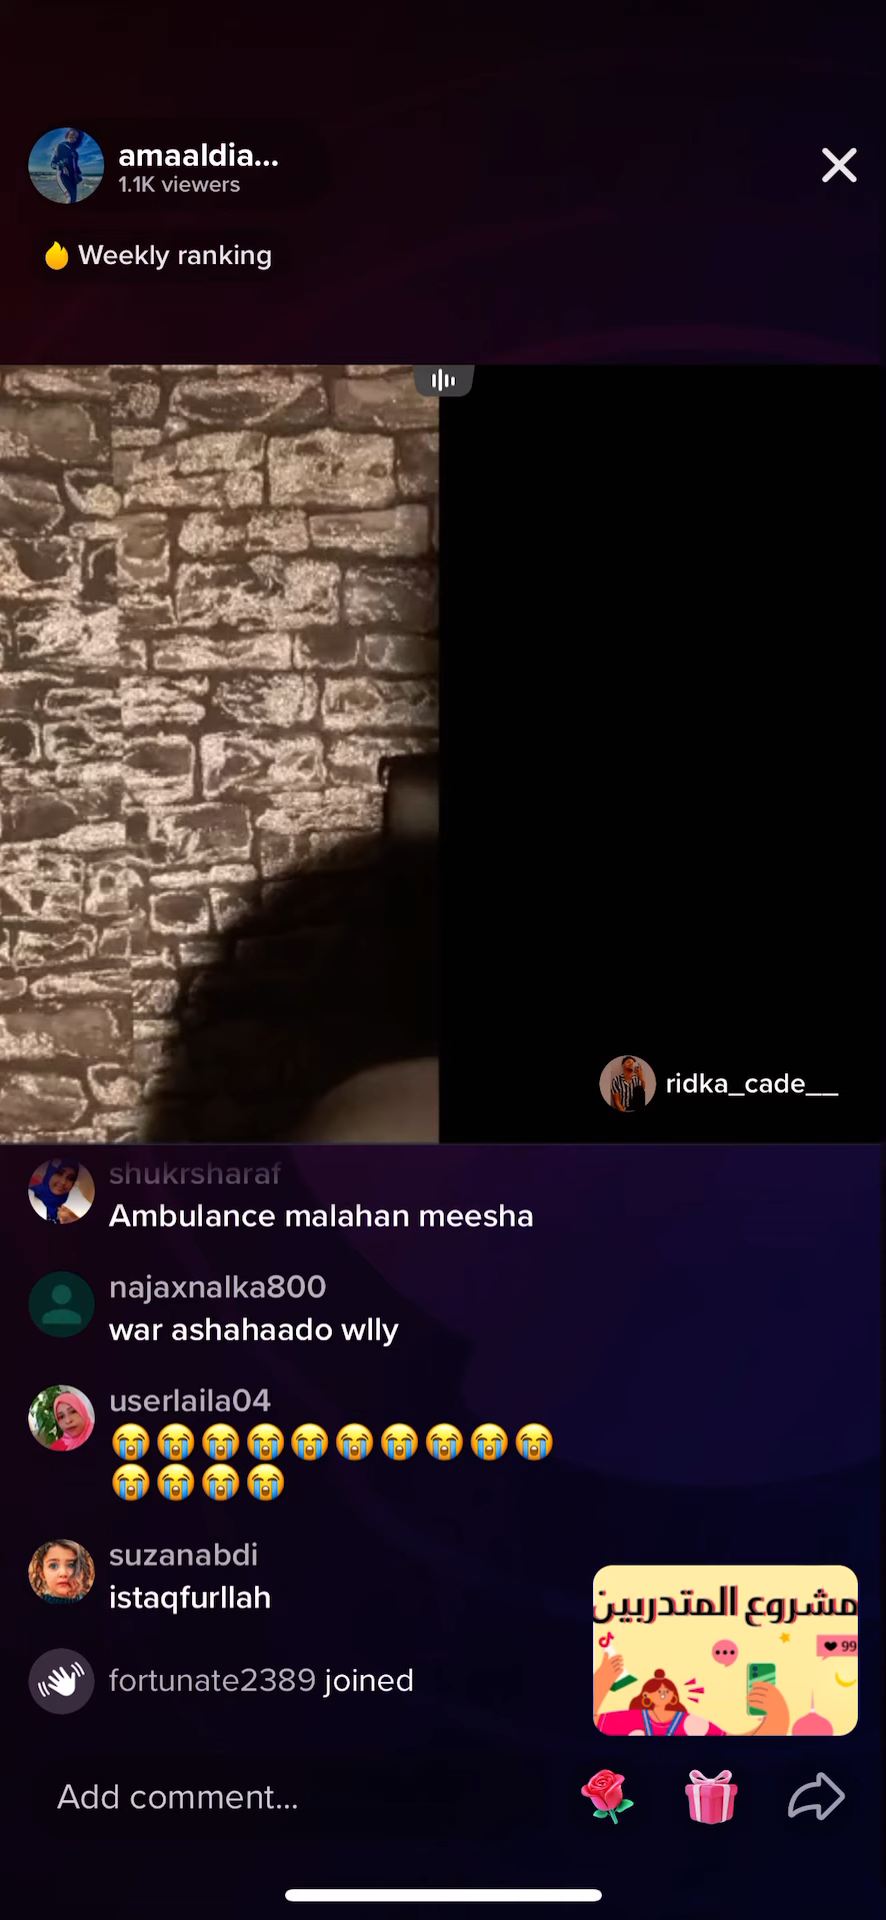 amaaldia...
1.1K viewers
Weekly ranking
ridka_cade__
shukrsharaf
Ambulance malahan meesha
najaxnalka800
war ashahaado wlly
userlaila04
😭😭😭😭😭😭😭😭😭😭
😭😭😭😭
suzanabdi
istaqfurllah
مشروع المتدربين
99
fortunate2389 joined
Add comment...